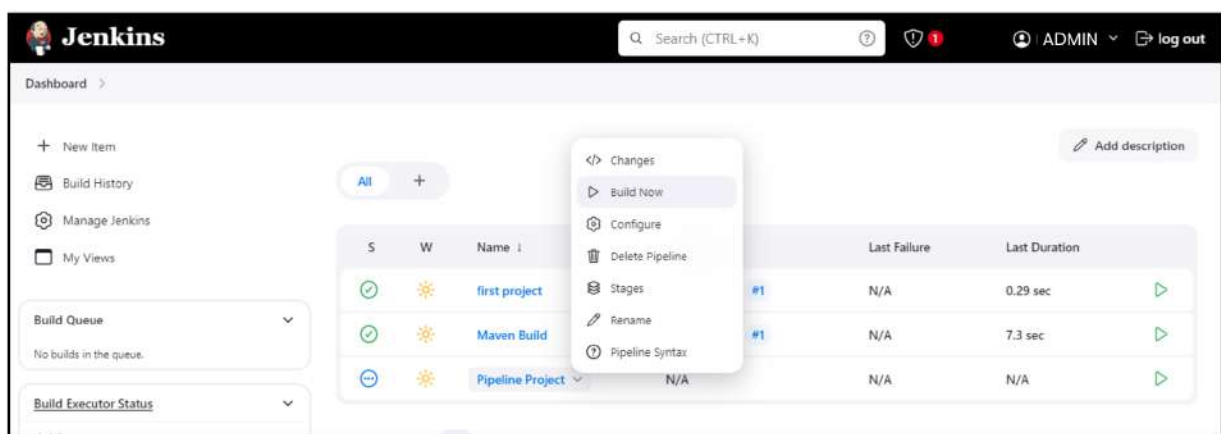 Jenkins
Search (CTRL+K)
1
ADMIN
log out
Dashboard >
New Item
Build History
Manage Jenkins
My Views
Build Queue
No builds in the queue.
Build Executor Status
Add description
All +
Changes
Build Now
Configure
Delete Pipeline
Stages
Rename
Pipeline Syntax
S W Name ↓ Last Failure Last Duration
first project #1 N/A 0.29 sec
Maven Build #1 N/A 7.3 sec
Pipeline Project N/A N/A N/A